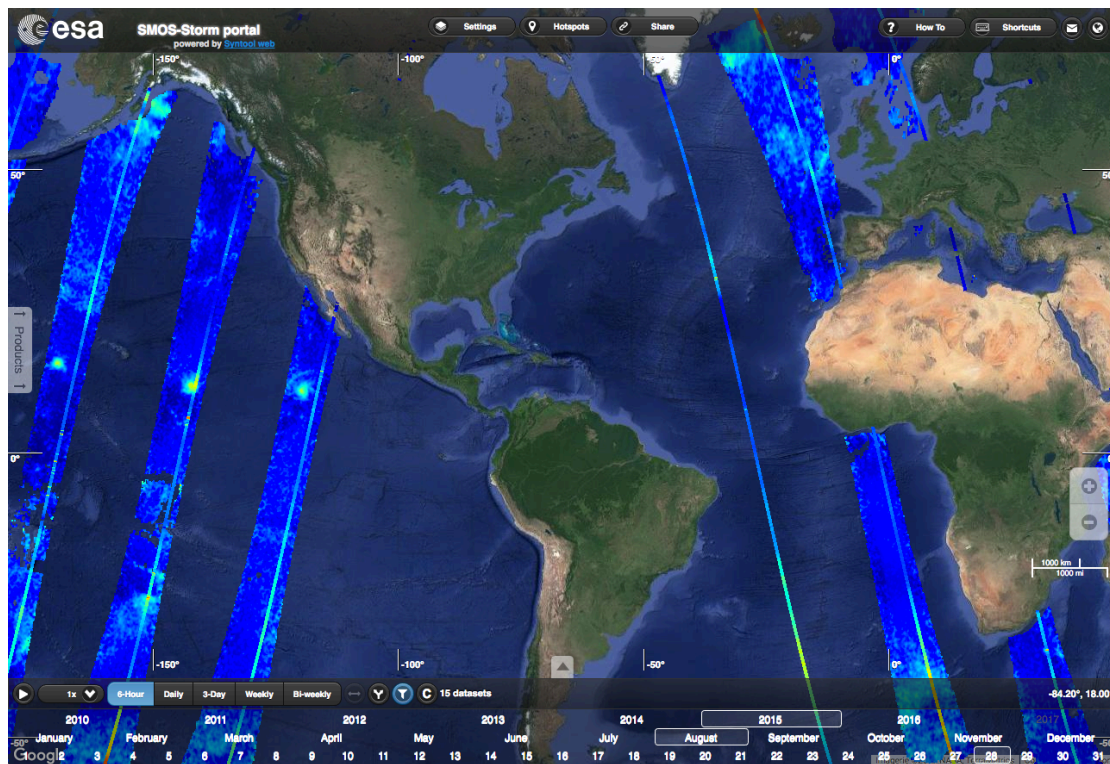 esa
SMOS-Storm portal
powered by Syntool web
Settings
Hotspots
Share
? How To
Shortcuts
-150°
-100°
0°
50°
50
↑ Products ↑
0°
0
1000 km
1000 mi
-150°
-100°
-50°
0°
1x
6-Hour Daily 3-Day Weekly Bi-weekly
C 15 datasets
-84.20°, 18.00
2010 2011 2012 2013 2014 2015 2016 2017
January February March April May June July August September October November December
-50°
Google
1 2 3 4 5 6 7 8 9 10 11 12 13 14 15 16 17 18 19 20 21 22 23 24 25 26 27 28 29 30 31